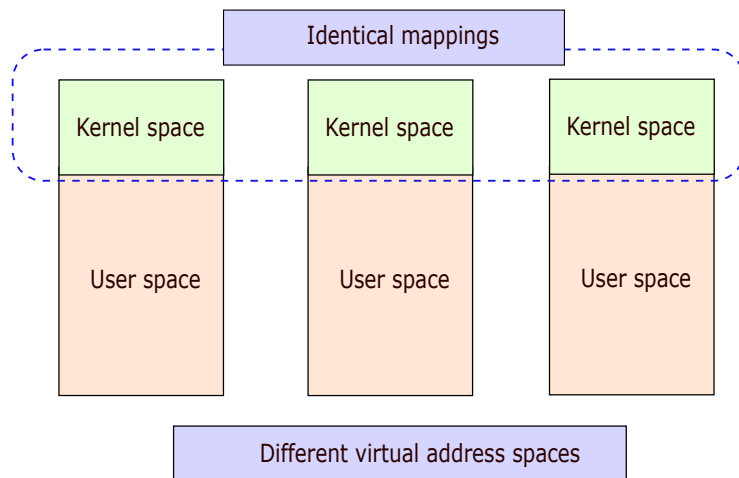 Identical mappings
Kernel space
Kernel space
Kernel space
User space
User space
User space
Different virtual address spaces